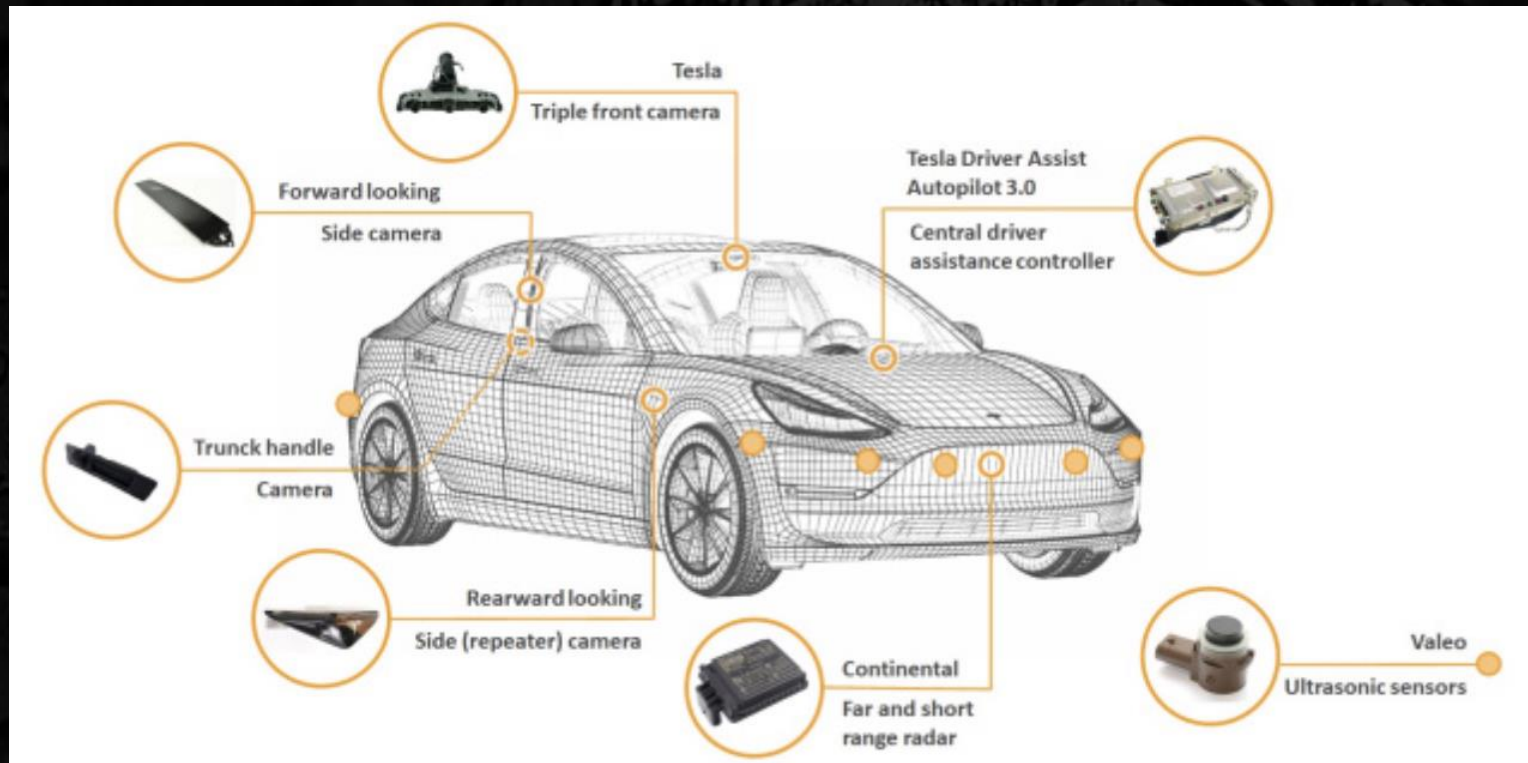 Tesla
Triple front camera
Forward looking
Side camera
Tesla Driver Assist
Autopilot 3.0
Central driver
assistance controller
Trunck handle
Camera
Rearward looking
Side (repeater) camera
Continental
Far and short
range radar
Valeo
Ultrasonic sensors